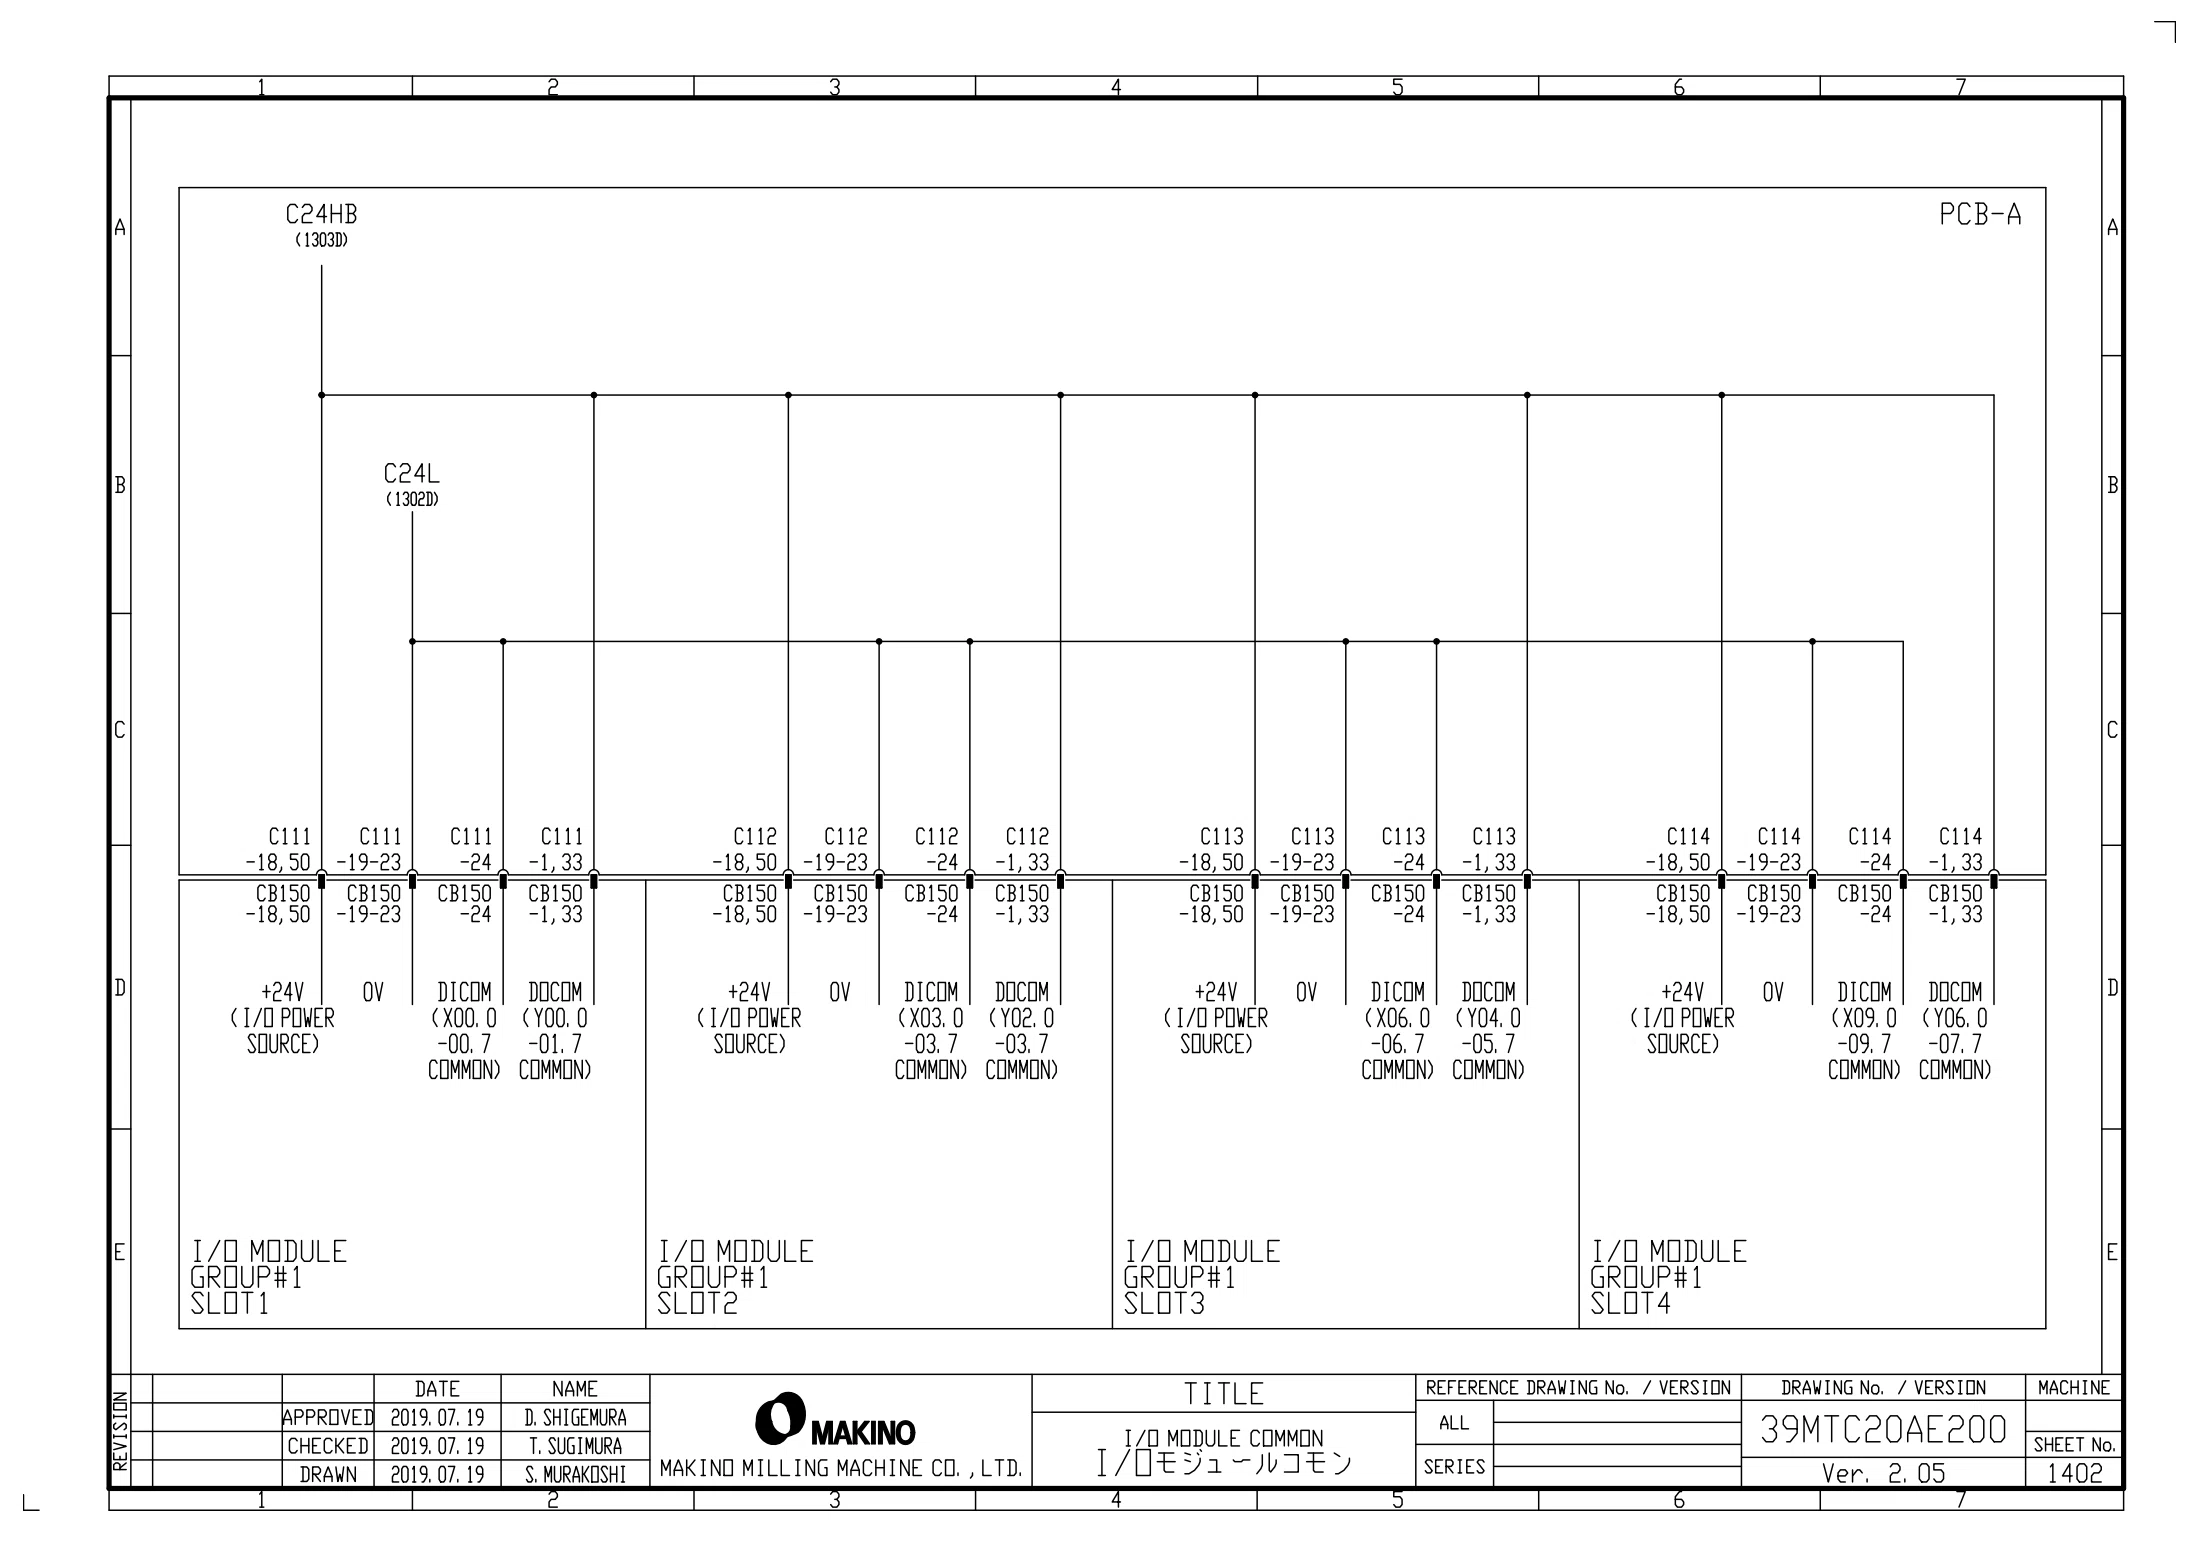 1 2 3 4 5 6 7
A A
C24HB
(1303D)
PCB-A
B B
C24L
(1302D)
C C
C111 C111 C111 C111 C112 C112 C112 C112 C113 C113 C113 C113 C114 C114 C114 C114
-18,50 -19-23 -24 -1,33 -18,50 -19-23 -24 -1,33 -18,50 -19-23 -24 -1,33 -18,50 -19-23 -24 -1,33
CB150 CB150 CB150 CB150 CB150 CB150 CB150 CB150 CB150 CB150 CB150 CB150 CB150 CB150 CB150 CB150
-18,50 -19-23 -24 -1,33 -18,50 -19-23 -24 -1,33 -18,50 -19-23 -24 -1,33 -18,50 -19-23 -24 -1,33
D D
+24V 0V DICOM DOCOM +24V 0V DICOM DOCOM +24V 0V DICOM DOCOM +24V 0V DICOM DOCOM
(I/O POWER (X00.0 (Y00.0 (I/O POWER (X03.0 (Y02.0 (I/O POWER (X06.0 (Y04.0 (I/O POWER (X09.0 (Y06.0
SOURCE) -00.7 -01.7 SOURCE) -03.7 -03.7 SOURCE) -06.7 -05.7 SOURCE) -09.7 -07.7
COMMON) COMMON) COMMON) COMMON) COMMON) COMMON) COMMON) COMMON)
E E
I/O MODULE I/O MODULE I/O MODULE I/O MODULE
GROUP#1 GROUP#1 GROUP#1 GROUP#1
SLOT1 SLOT2 SLOT3 SLOT4
REVISION
DATE NAME
APPROVED 2019.07.19 D. SHIGEMURA
CHECKED 2019.07.19 T. SUGIMURA
DRAWN 2019.07.19 S. MURAKOSHI
MAKINO
MAKINO MILLING MACHINE CO.,LTD.
TITLE
I/O MODULE COMMON
I/Oモジュールコモン
REFERENCE DRAWING No. / VERSION
ALL
SERIES
DRAWING No. / VERSION
39MTC20AE200
Ver. 2.05
MACHINE
SHEET No.
1402
1 2 3 4 5 6 7